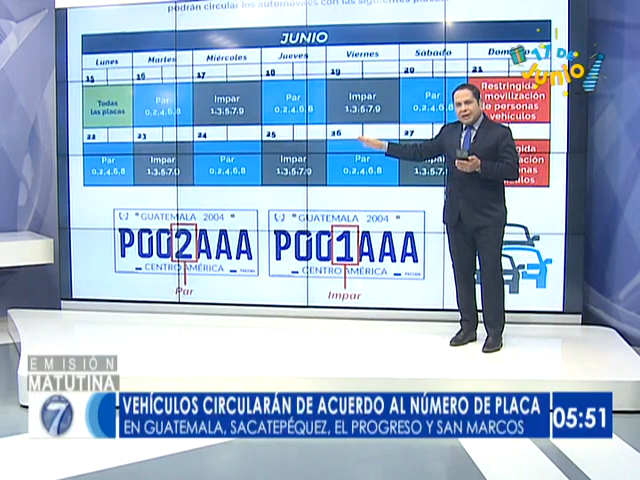 podrán circular los automóviles con las siguientes placas
JUNIO
Lunes Martes Miércoles Jueves Viernes Sábado
17 DE Junio
15 16 17 18 19 20 21
Todas las placas
Par 0,2,4,6,8
Impar 1,3,5,7,9
Par 0,2,4,6,8
Impar 1,3,5,7,9
Par 0,2,4,6,8
Restringida
movilización
de personas
y vehículos
22 23 24 25 26 27
Par 0,2,4,6,8
Impar 1,3,5,7,9
Par 0,2,4,6,8
Impar 1,3,5,7,9
Par 0,2,4,6,8
Impar 1,3,5,7,9
GUATEMALA 2004
P002AAA
CENTRO AMÉRICA
Par
GUATEMALA 2004
P001AAA
CENTRO AMÉRICA
Impar
EMISIÓN
MATUTINA
7
VEHÍCULOS CIRCULARÁN DE ACUERDO AL NÚMERO DE PLACA
EN GUATEMALA, SACATEPÉQUEZ, EL PROGRESO Y SAN MARCOS
05:51